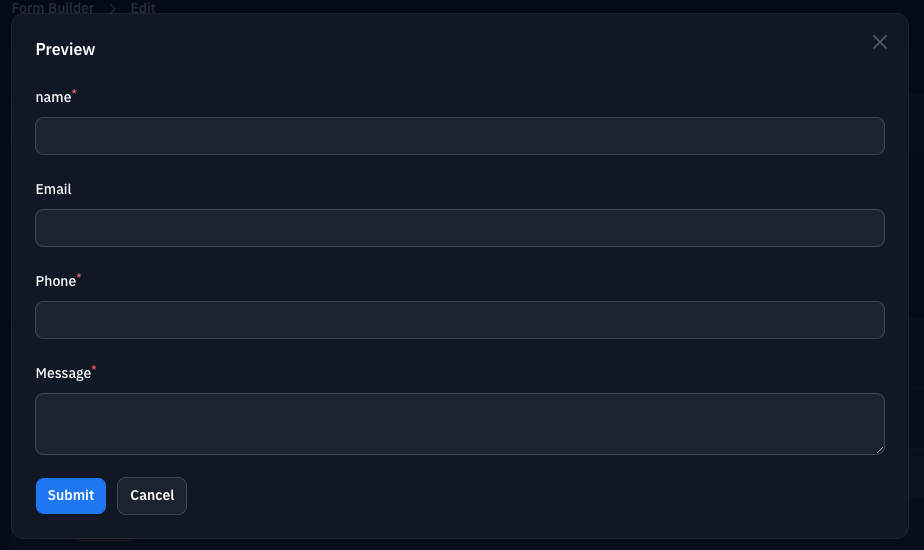 Form Builder > Edit
Preview
name*
Email
Phone*
Message*
Submit Cancel